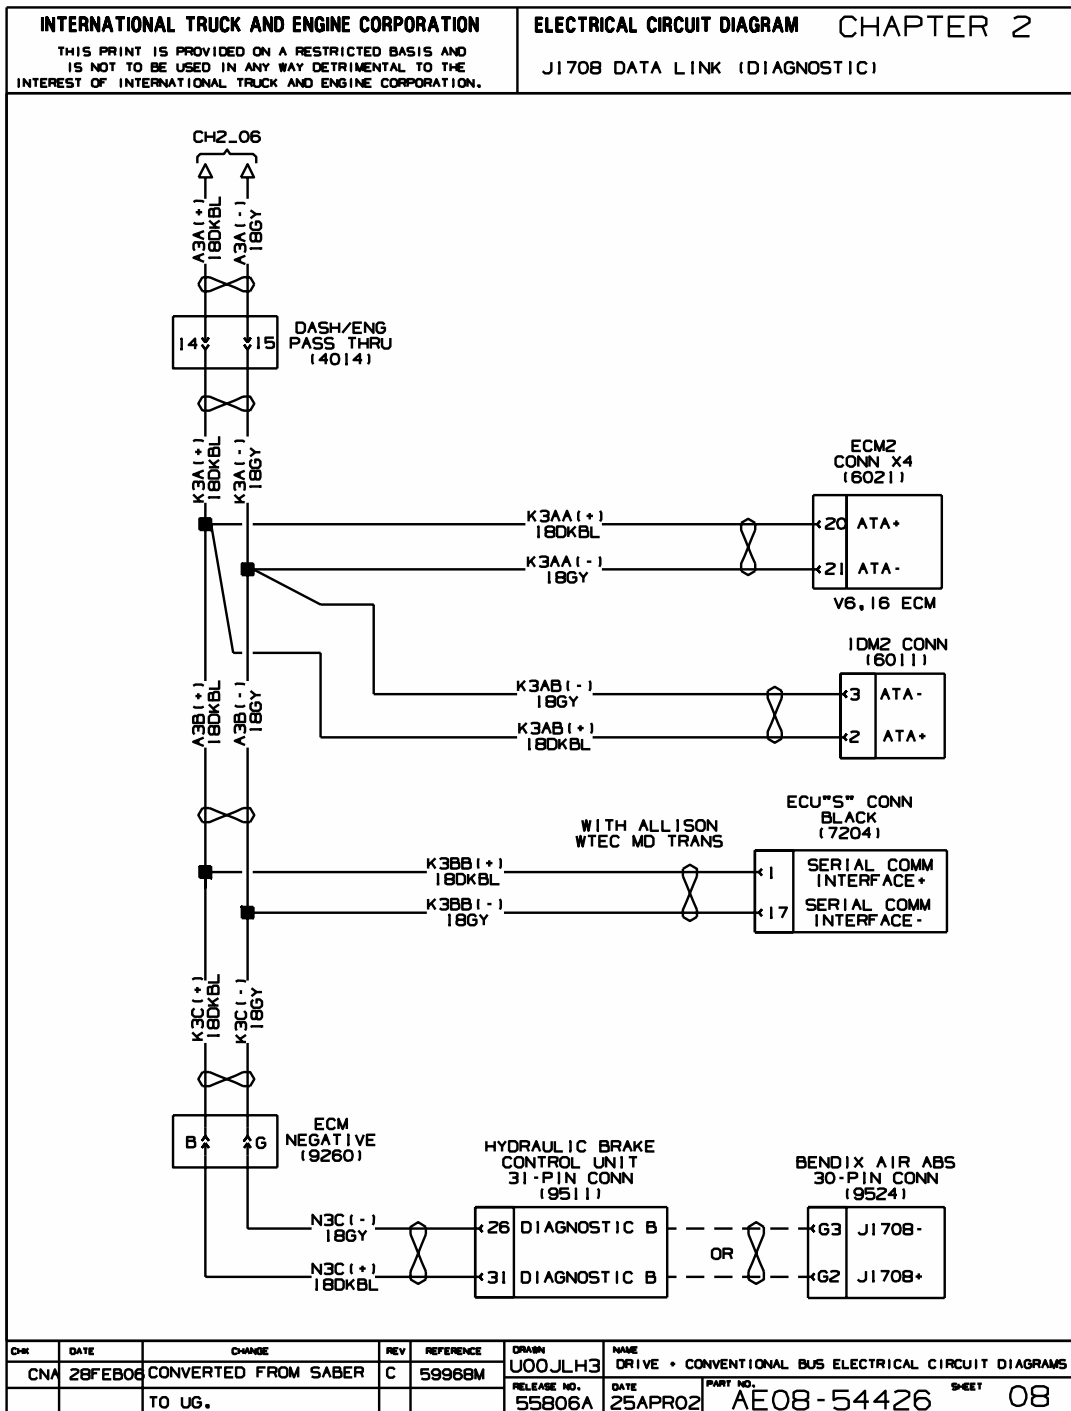 INTERNATIONAL TRUCK AND ENGINE CORPORATION
THIS PRINT IS PROVIDED ON A RESTRICTED BASIS AND
IS NOT TO BE USED IN ANY WAY DETRIMENTAL TO THE
INTEREST OF INTERNATIONAL TRUCK AND ENGINE CORPORATION.
ELECTRICAL CIRCUIT DIAGRAM CHAPTER 2
J1708 DATA LINK (DIAGNOSTIC)
CH2_06
A3A(+)
18DKBL
A3A(-)
18GY
14 15
DASH/ENG
PASS THRU
(4014)
K3A(+)
18DKBL
K3A(-)
18GY
ECM2
CONN X4
(6021)
K3AA(+)
18DKBL
20 ATA+
K3AA(-)
18GY
21 ATA-
V6,I6 ECM
IDM2 CONN
(6011)
K3AB(-)
18GY
3 ATA-
K3AB(+)
18DKBL
2 ATA+
A3B(+)
18DKBL
A3B(-)
18GY
ECU"S" CONN
BLACK
(7204)
WITH ALLISON
WTEC MD TRANS
K3BB(+)
18DKBL
1 SERIAL COMM
INTERFACE+
K3BB(-)
18GY
17 SERIAL COMM
INTERFACE-
K3C(+)
18DKBL
K3C(-)
18GY
B G
ECM
NEGATIVE
(9260)
HYDRAULIC BRAKE
CONTROL UNIT
31-PIN CONN
(9511)
BENDIX AIR ABS
30-PIN CONN
(9524)
N3C(-)
18GY
26 DIAGNOSTIC B
G3 J1708-
OR
N3C(+)
18DKBL
31 DIAGNOSTIC B
G2 J1708+
CHK DATE CHANGE REV REFERENCE
CNA 28FEB06 CONVERTED FROM SABER C 59968M
TO UG.
DRAWN
U00JLH3
NAME
DRIVE + CONVENTIONAL BUS ELECTRICAL CIRCUIT DIAGRAMS
RELEASE NO.
55806A
DATE
25APR02
PART NO.
AE08-54426
SHEET
08